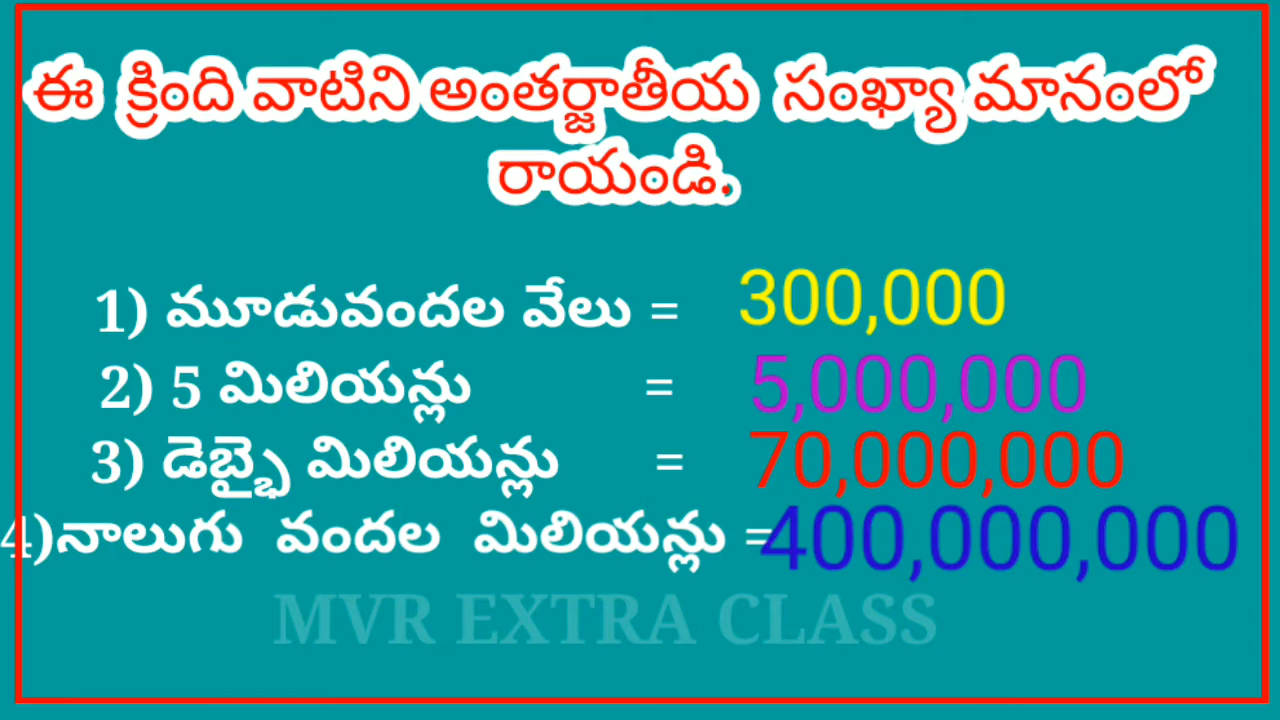 ఈ క్రింది వాటిని అంతర్జాతీయ సంఖ్యా మానంలో
రాయండి.
1) మూడువందల వేలు = 300,000
2) 5 మిలియన్లు = 5,000,000
3) డెబ్భై మిలియన్లు = 70,000,000
4)నాలుగు వందల మిలియన్లు =400,000,000
MVR EXTRA CLASS